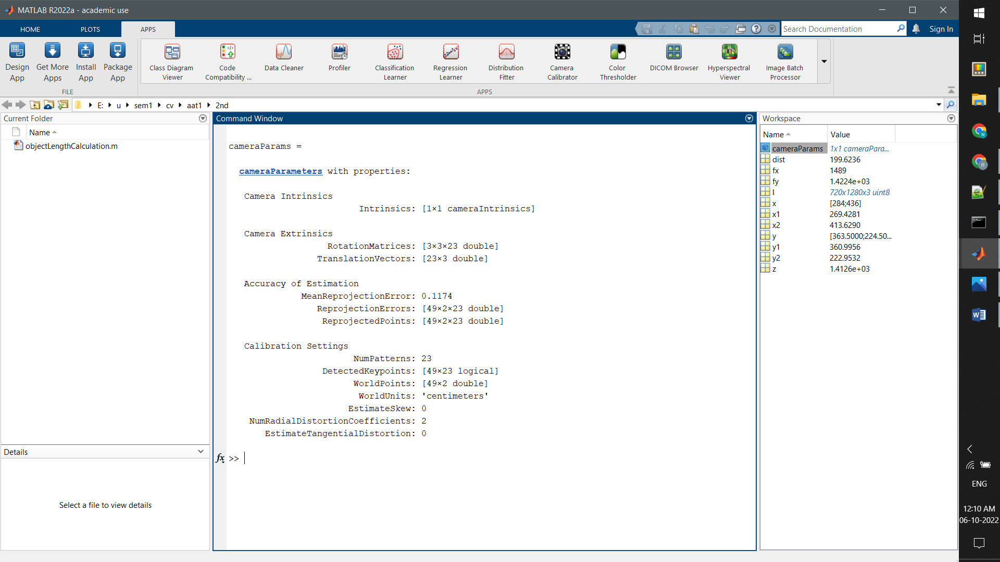 MATLAB R2022a - academic use
HOME
PLOTS
APPS
Search Documentation
Sign In
Design App
Get More Apps
Install App
Package App
Class Diagram Viewer
Code Compatibility ...
Data Cleaner
Profiler
Classification Learner
Regression Learner
Distribution Fitter
Camera Calibrator
Color Thresholder
DICOM Browser
Hyperspectral Viewer
Image Batch Processor
FILE
APPS
E: u sem1 cv aat1 2nd
Current Folder
Name
objectLengthCalculation.m
Details
Select a file to view details
Command Window
cameraParams =
cameraParameters with properties:
Camera Intrinsics
Intrinsics: [1×1 cameraIntrinsics]
Camera Extrinsics
RotationMatrices: [3×3×23 double]
TranslationVectors: [23×3 double]
Accuracy of Estimation
MeanReprojectionError: 0.1174
ReprojectionErrors: [49×2×23 double]
ReprojectedPoints: [49×2×23 double]
Calibration Settings
NumPatterns: 23
DetectedKeypoints: [49×23 logical]
WorldPoints: [49×2 double]
WorldUnits: 'centimeters'
EstimateSkew: 0
NumRadialDistortionCoefficients: 2
EstimateTangentialDistortion: 0
fx >>
Workspace
Name Value
cameraParams 1x1 cameraPara...
dist 199.6236
fx 1489
fy 1.4224e+03
I 720x1280x3 uint8
x [284;436]
x1 269.4281
x2 413.6290
y [363.5000;224.50...
y1 360.9956
y2 222.9532
z 1.4126e+03
ENG
12:10 AM
06-10-2022